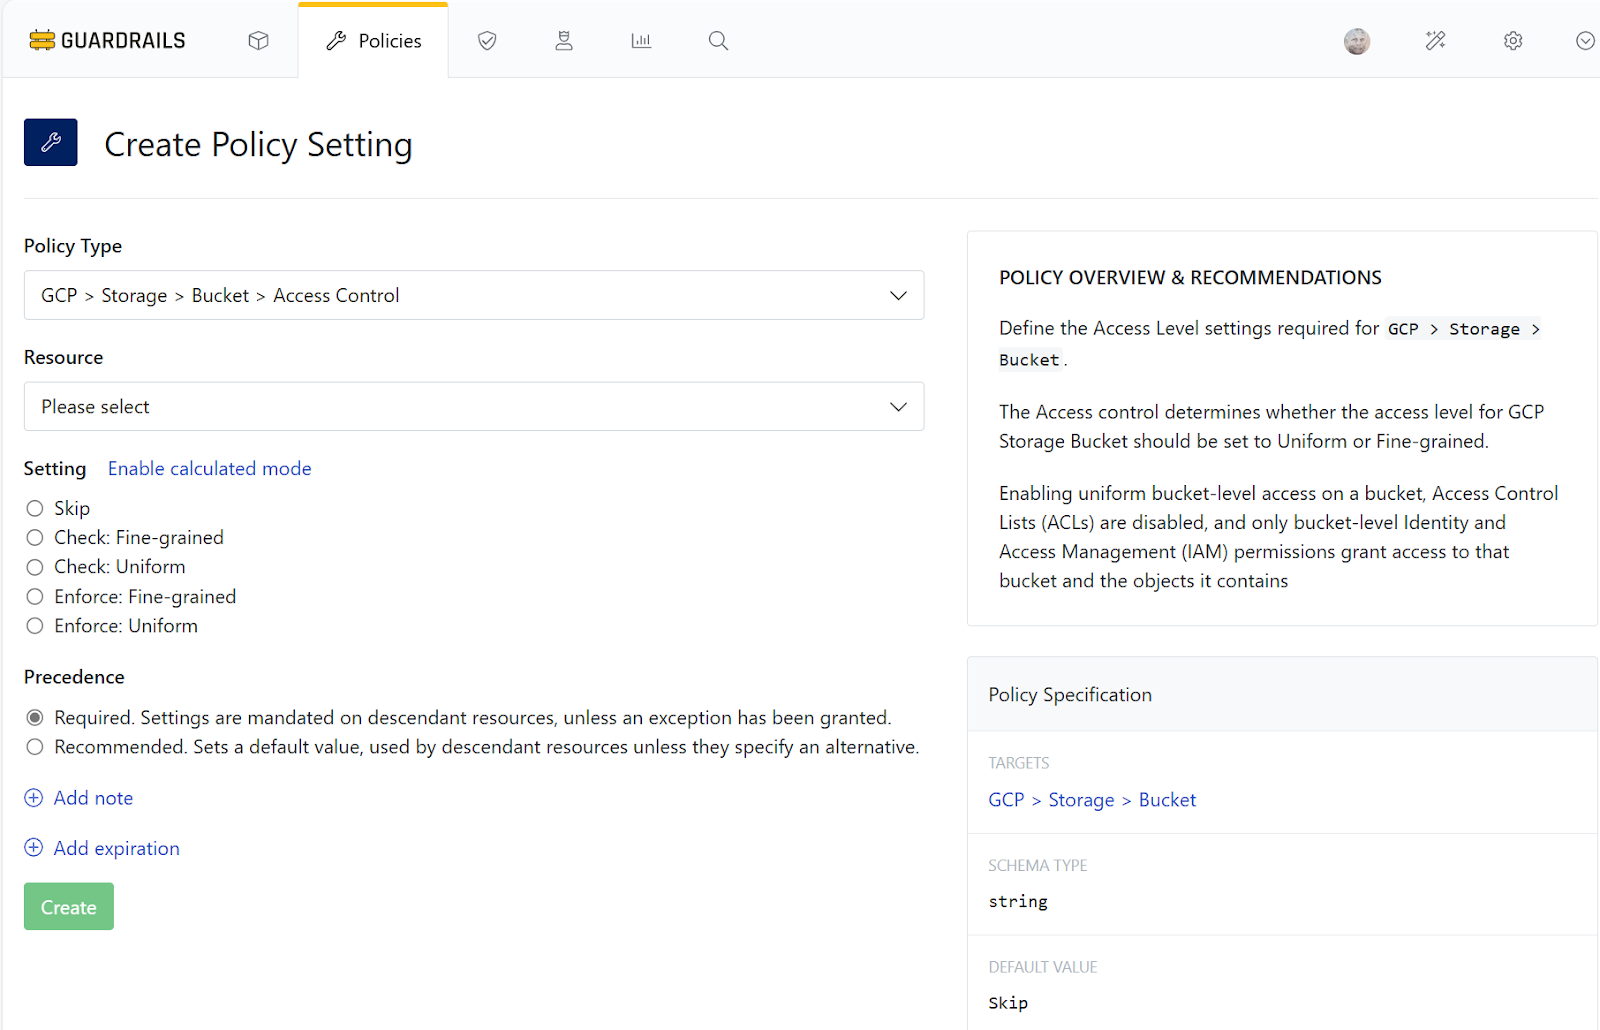 GUARDRAILS
Policies
Create Policy Setting
Policy Type
GCP > Storage > Bucket > Access Control
Resource
Please select
Setting Enable calculated mode
Skip
Check: Fine-grained
Check: Uniform
Enforce: Fine-grained
Enforce: Uniform
Precedence
Required. Settings are mandated on descendant resources, unless an exception has been granted.
Recommended. Sets a default value, used by descendant resources unless they specify an alternative.
Add note
Add expiration
Create
POLICY OVERVIEW & RECOMMENDATIONS
Define the Access Level settings required for GCP > Storage >
Bucket.
The Access control determines whether the access level for GCP
Storage Bucket should be set to Uniform or Fine-grained.
Enabling uniform bucket-level access on a bucket, Access Control
Lists (ACLs) are disabled, and only bucket-level Identity and
Access Management (IAM) permissions grant access to that
bucket and the objects it contains
Policy Specification
TARGETS
GCP > Storage > Bucket
SCHEMA TYPE
string
DEFAULT VALUE
Skip